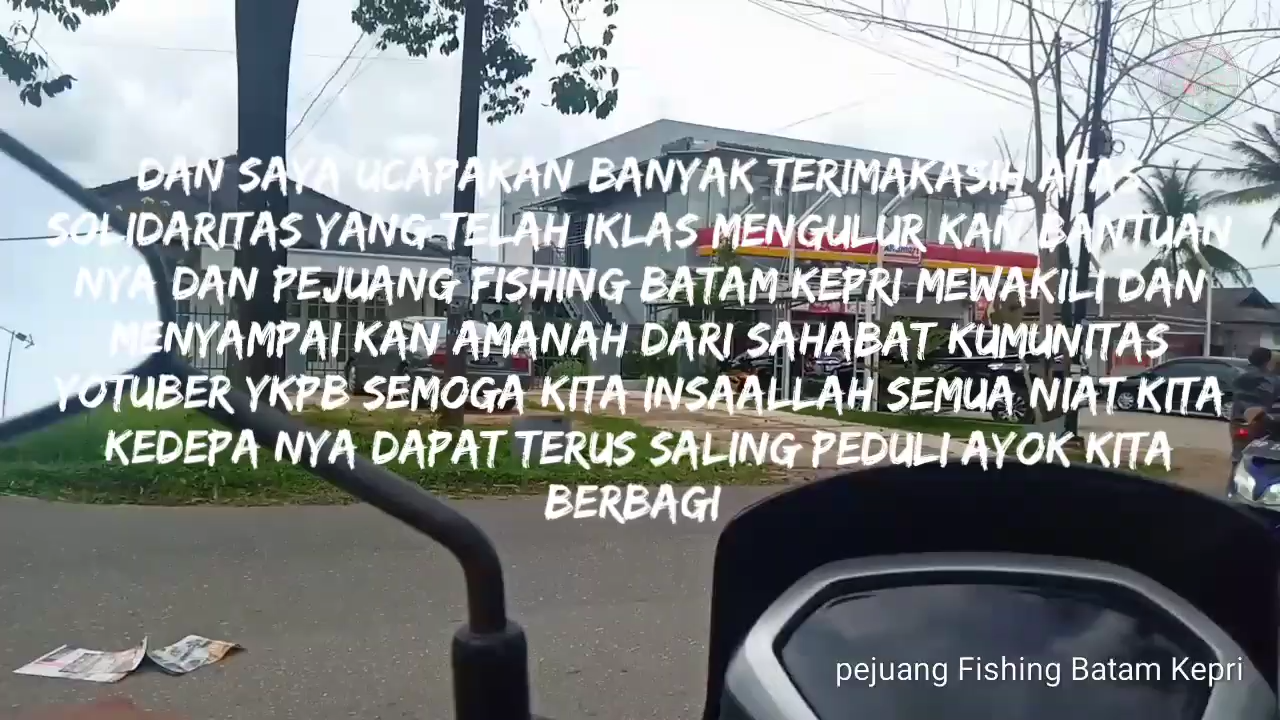 DAN SAYA UCAPAKAN BANYAK TERIMAKASIH ATAS
SOLIDARITAS YANG TELAH IKLAS MENGULUR KAN BANTUAN
NYA DAN PEJUANG FISHING BATAM KEPRI MEWAKILI DAN
MENYAMPAI KAN AMANAH DARI SAHABAT KUMUNITAS
YOTUBER YKPB SEMOGA KITA INSAALLAH SEMUA NIAT KITA
KEDEPA NYA DAPAT TERUS SALING PEDULI AYOK KITA
BERBAGI
pejuang Fishing Batam Kepri